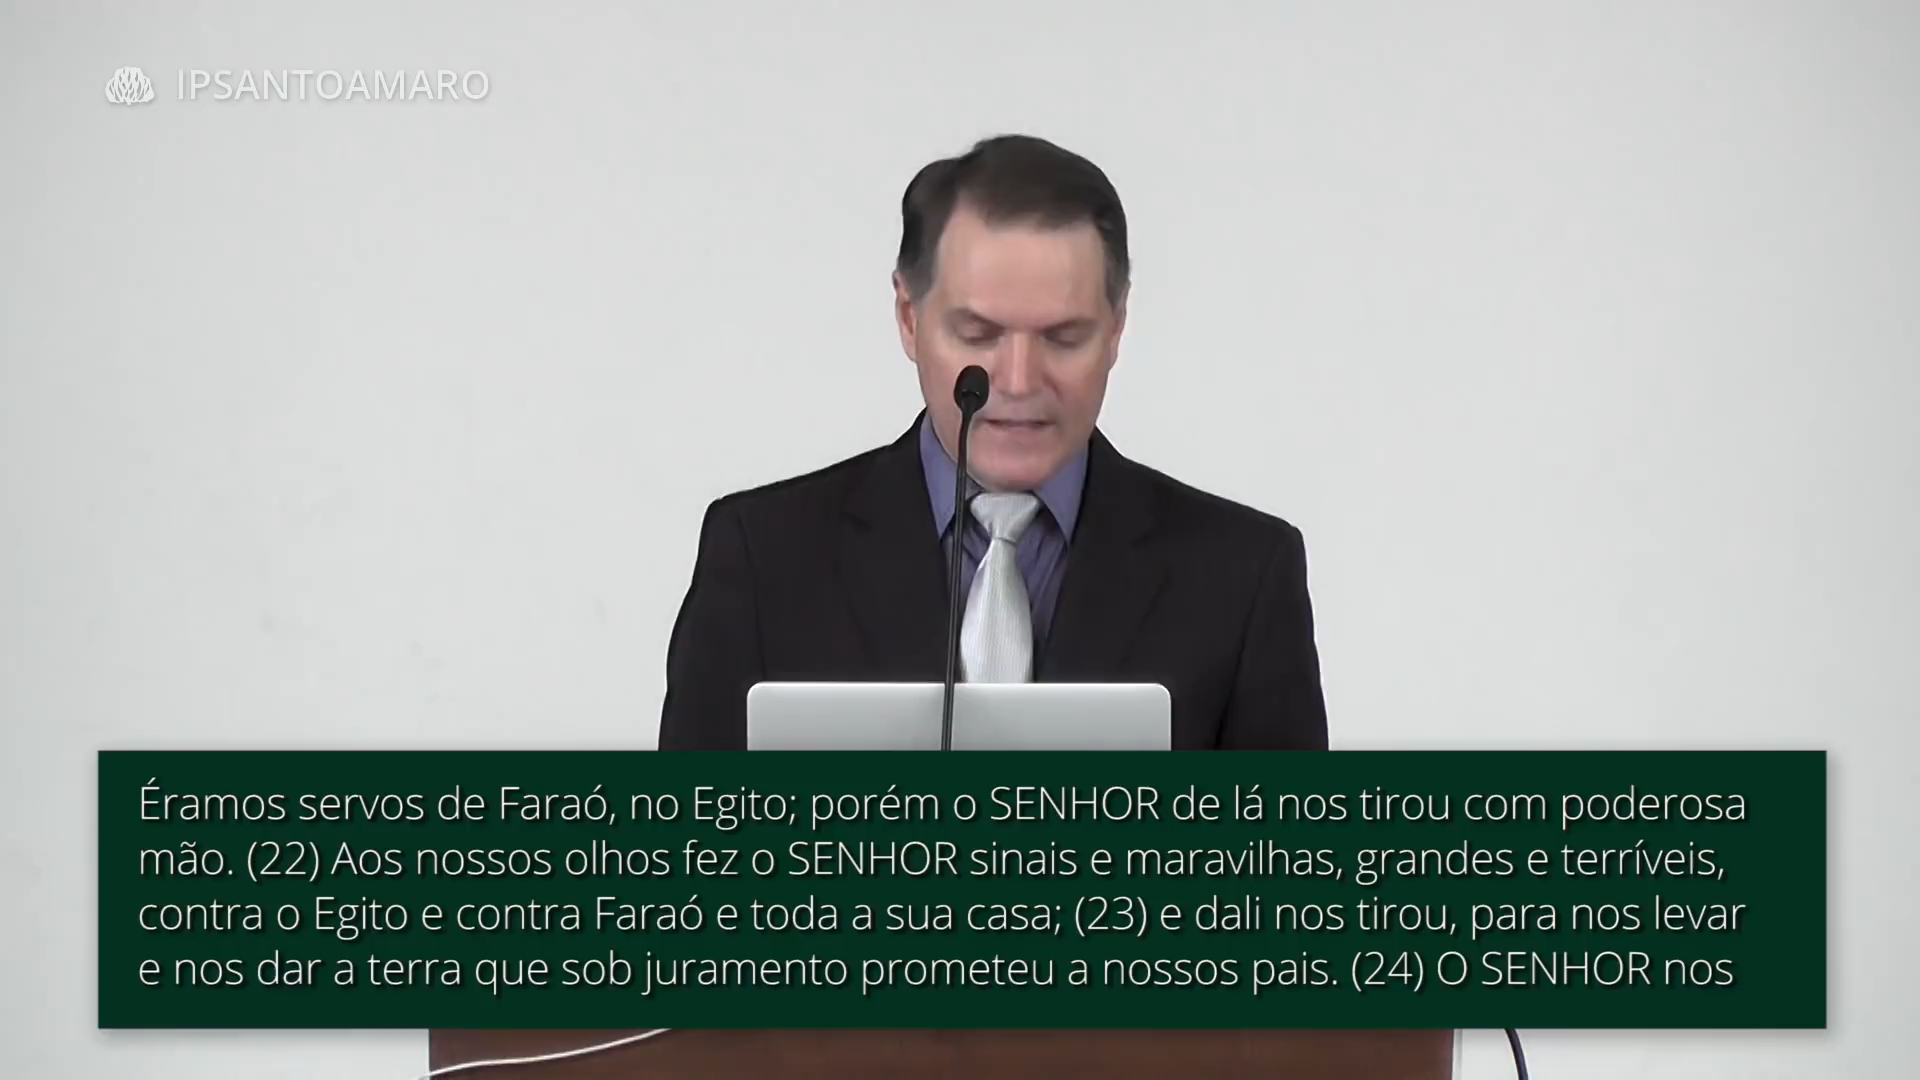 IPSANTOAMARO
Éramos servos de Faraó, no Egito; porém o SENHOR de lá nos tirou com poderosa
mão. (22) Aos nossos olhos fez o SENHOR sinais e maravilhas, grandes e terríveis,
contra o Egito e contra Faraó e toda a sua casa; (23) e dali nos tirou, para nos levar
e nos dar a terra que sob juramento prometeu a nossos pais. (24) O SENHOR nos